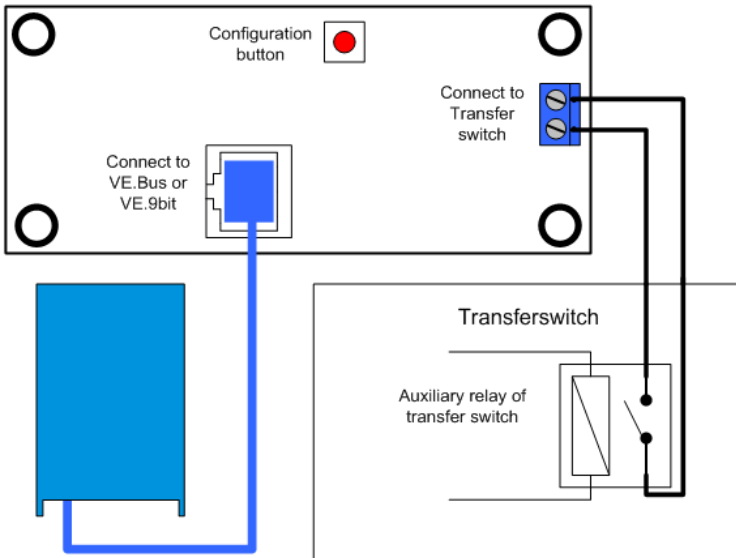 Configuration
button
Connect to
Transfer
switch
Connect to
VE.Bus or
VE.9bit
Transferswitch
Auxiliary relay of
transfer switch